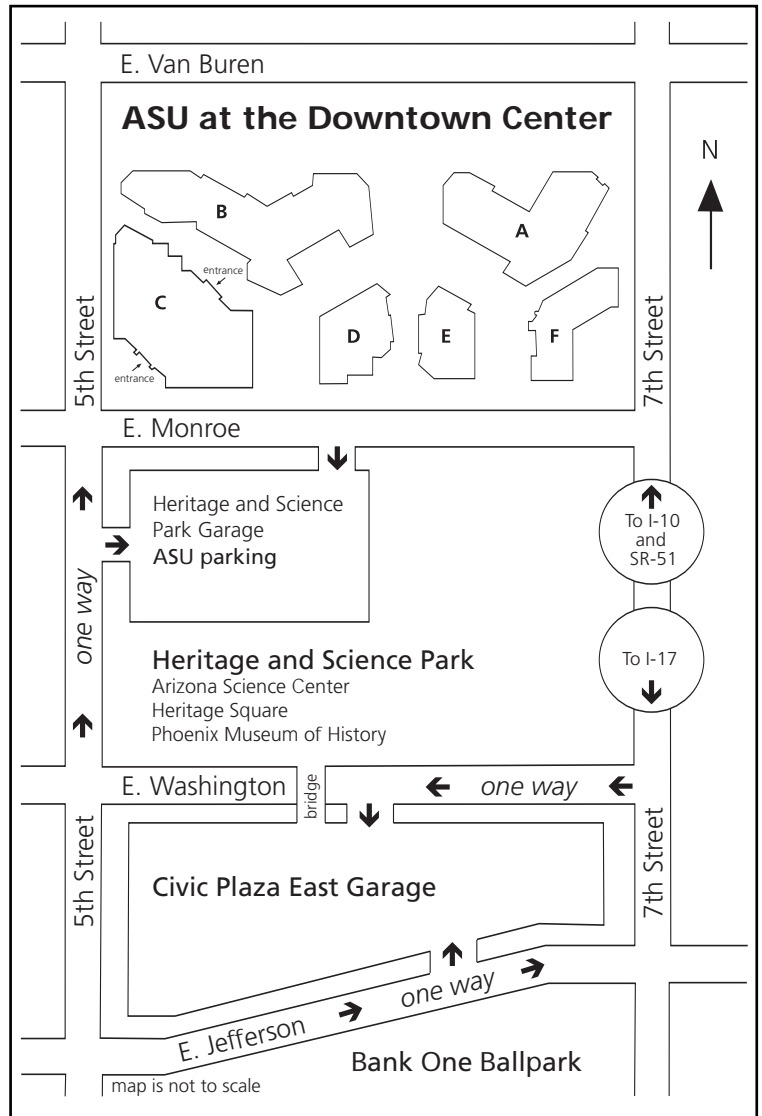 E. Van Buren
ASU at the Downtown Center
N
B
A
entrance
C
D
E
F
entrance
5th Street
7th Street
E. Monroe
Heritage and Science
Park Garage
ASU parking
To I-10
and
SR-51
one way
Heritage and Science Park
Arizona Science Center
Heritage Square
Phoenix Museum of History
To I-17
E. Washington
bridge
one way
5th Street
7th Street
Civic Plaza East Garage
one way
E. Jefferson
Bank One Ballpark
map is not to scale